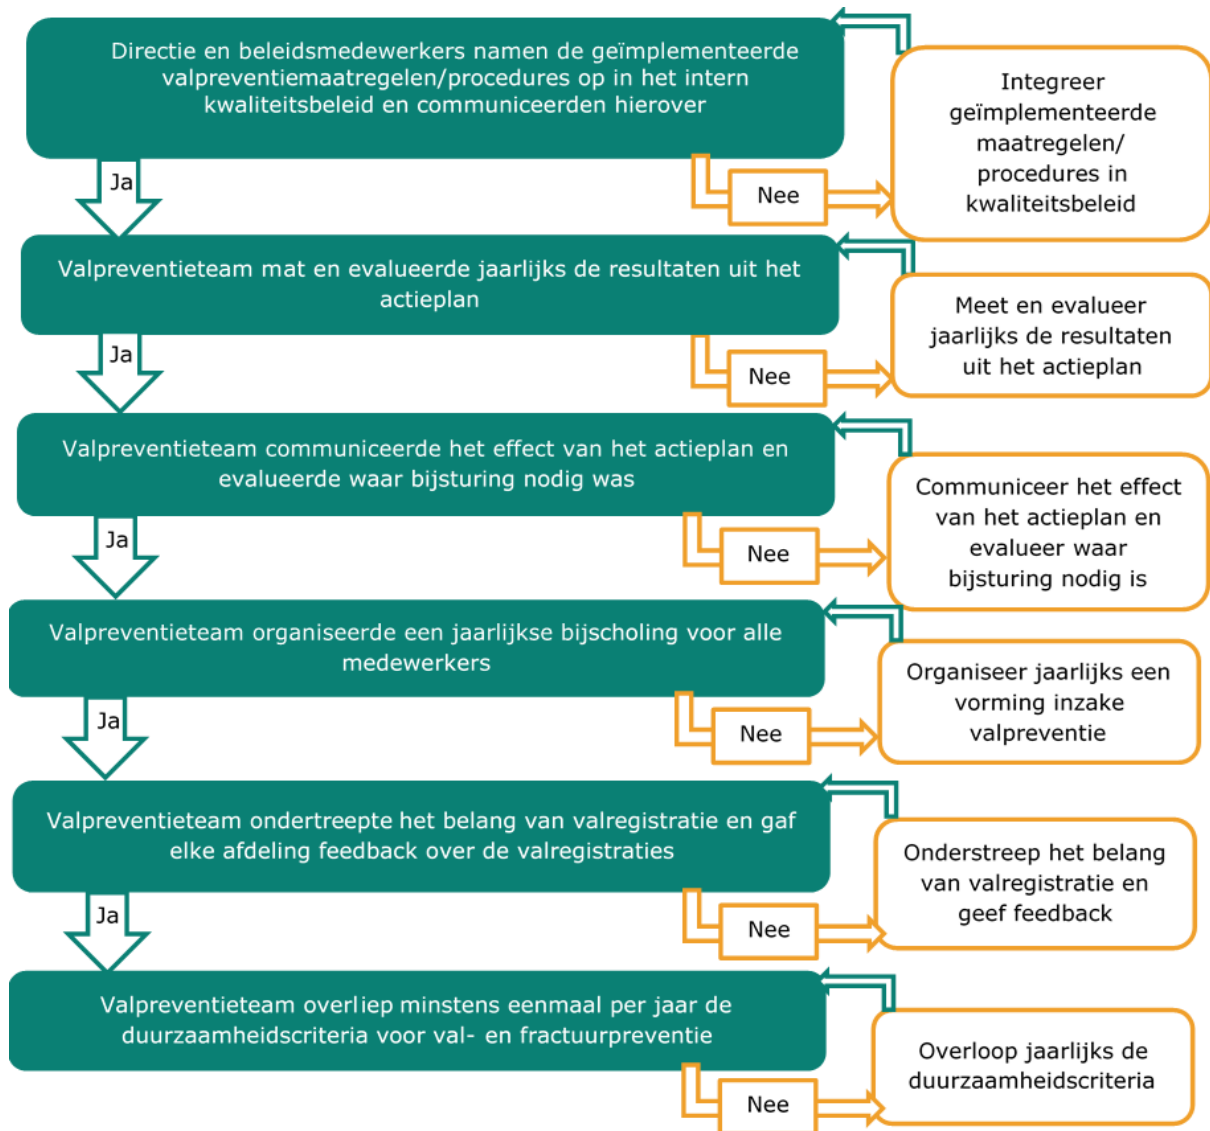 Directie en beleidsmedewerkers namen de geïmplementeerde
valpreventiemaatregelen/procedures op in het intern
kwaliteitsbeleid en communiceerden hierover
Integreer
geïmplementeerde
maatregelen/
procedures in
kwaliteitsbeleid
Ja
Nee
Valpreventieteam mat en evalueerde jaarlijks de resultaten uit het
actieplan
Meet en evalueer
jaarlijks de resultaten
uit het actieplan
Ja
Nee
Valpreventieteam communiceerde het effect van het actieplan en
evalueerde waar bijsturing nodig was
Communiceer het effect
van het actieplan en
evalueer waar
bijsturing nodig is
Ja
Nee
Valpreventieteam organiseerde een jaarlijkse bijscholing voor alle
medewerkers
Organiseer jaarlijks een
vorming inzake
valpreventie
Ja
Nee
Valpreventieteam ondertreepte het belang van valregistratie en gaf
elke afdeling feedback over de valregistraties
Onderstreep het belang
van valregistratie en
geef feedback
Ja
Nee
Valpreventieteam overliep minstens eenmaal per jaar de
duurzaamheidscriteria voor val- en fractuurpreventie
Overloop jaarlijks de
duurzaamheidscriteria
Nee